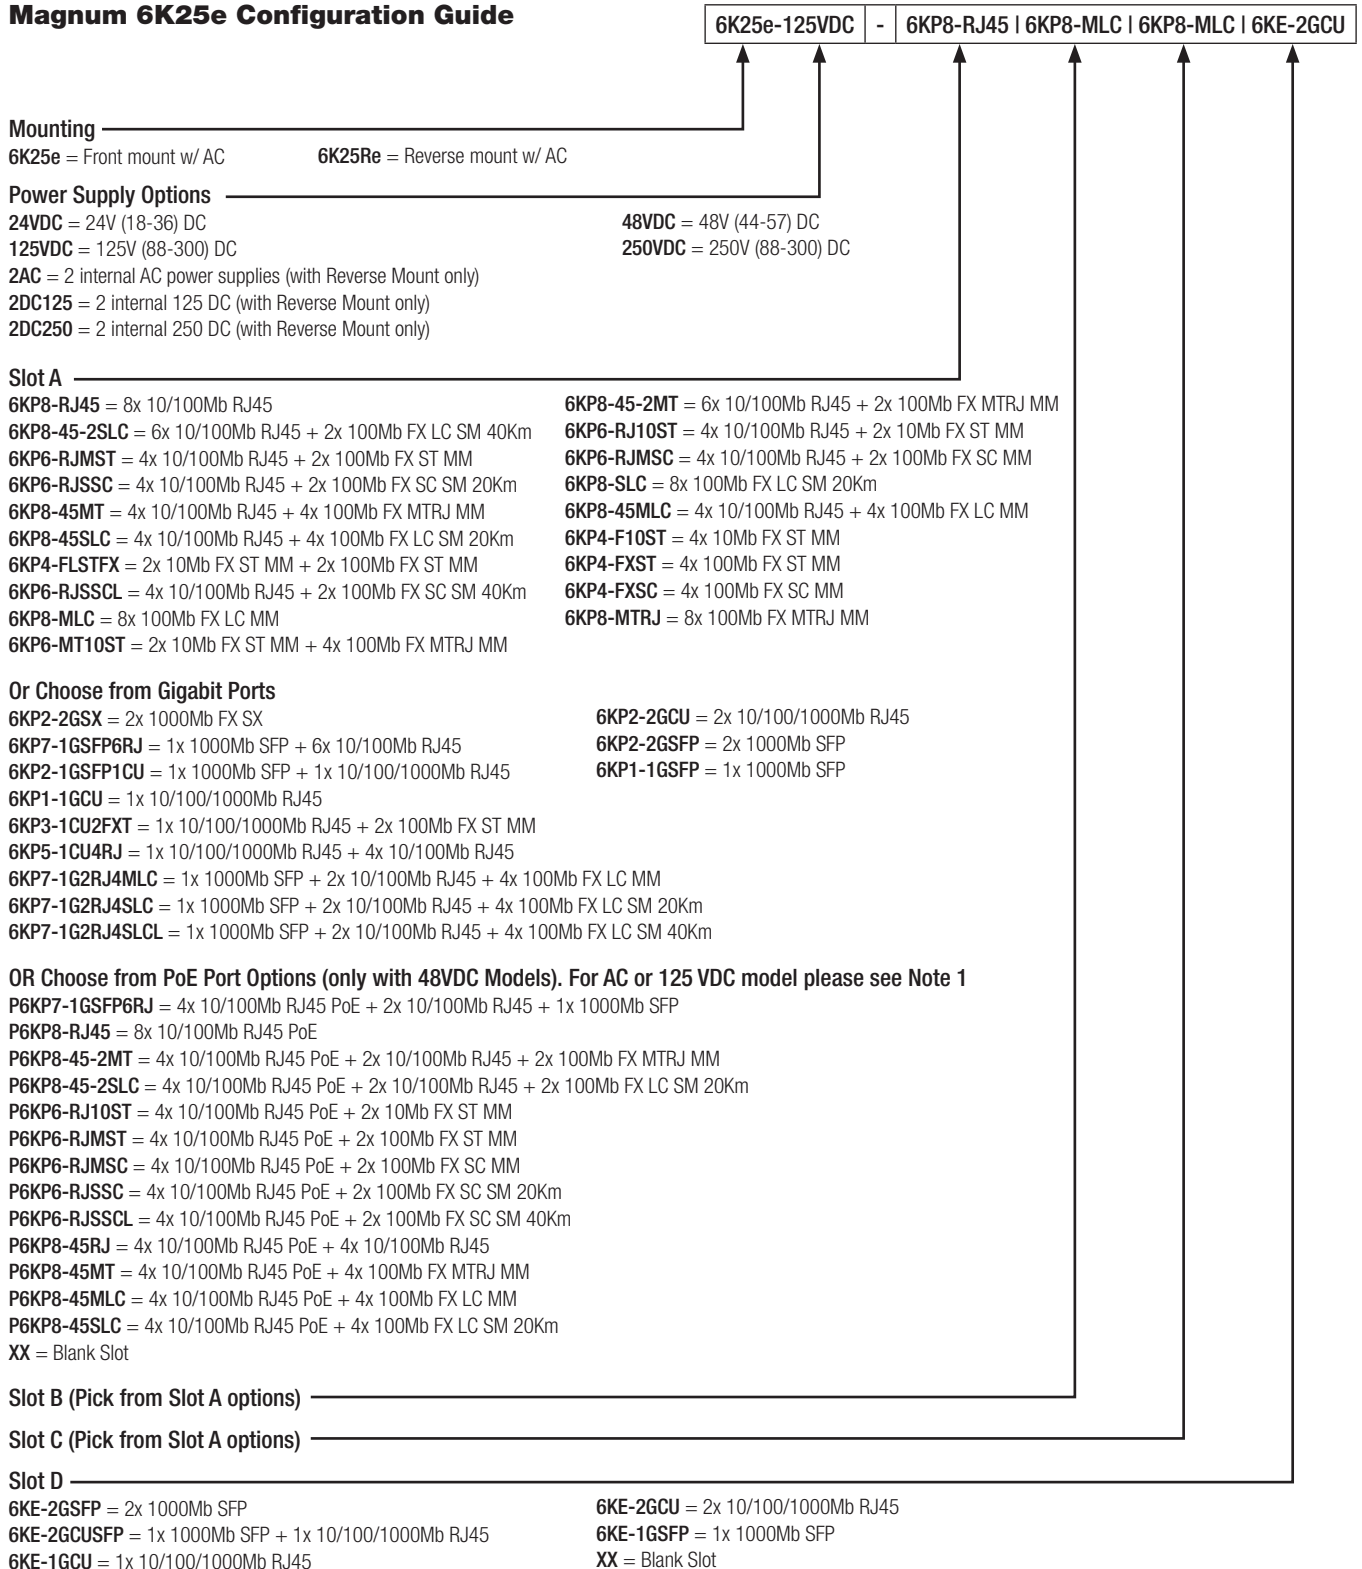 Magnum 6K25e Configuration Guide
6K25e-125VDC - 6KP8-RJ45 | 6KP8-MLC | 6KP8-MLC | 6KE-2GCU
Mounting
6K25e = Front mount w/ AC 6K25Re = Reverse mount w/ AC
Power Supply Options
24VDC = 24V (18-36) DC 48VDC = 48V (44-57) DC
125VDC = 125V (88-300) DC 250VDC = 250V (88-300) DC
2AC = 2 internal AC power supplies (with Reverse Mount only)
2DC125 = 2 internal 125 DC (with Reverse Mount only)
2DC250 = 2 internal 250 DC (with Reverse Mount only)
Slot A
6KP8-RJ45 = 8x 10/100Mb RJ45 6KP8-45-2MT = 6x 10/100Mb RJ45 + 2x 100Mb FX MTRJ MM
6KP8-45-2SLC = 6x 10/100Mb RJ45 + 2x 100Mb FX LC SM 40Km 6KP6-RJ10ST = 4x 10/100Mb RJ45 + 2x 10Mb FX ST MM
6KP6-RJMST = 4x 10/100Mb RJ45 + 2x 100Mb FX ST MM 6KP6-RJMSC = 4x 10/100Mb RJ45 + 2x 100Mb FX SC MM
6KP6-RJSSC = 4x 10/100Mb RJ45 + 2x 100Mb FX SC SM 20Km 6KP8-SLC = 8x 100Mb FX LC SM 20Km
6KP8-45MT = 4x 10/100Mb RJ45 + 4x 100Mb FX MTRJ MM 6KP8-45MLC = 4x 10/100Mb RJ45 + 4x 100Mb FX LC MM
6KP8-45SLC = 4x 10/100Mb RJ45 + 4x 100Mb FX LC SM 20Km 6KP4-F10ST = 4x 10Mb FX ST MM
6KP4-FLSTFX = 2x 10Mb FX ST MM + 2x 100Mb FX ST MM 6KP4-FXST = 4x 100Mb FX ST MM
6KP6-RJSSCL = 4x 10/100Mb RJ45 + 2x 100Mb FX SC SM 40Km 6KP4-FXSC = 4x 100Mb FX SC MM
6KP8-MLC = 8x 100Mb FX LC MM 6KP8-MTRJ = 8x 100Mb FX MTRJ MM
6KP6-MT10ST = 2x 10Mb FX ST MM + 4x 100Mb FX MTRJ MM
Or Choose from Gigabit Ports
6KP2-2GSX = 2x 1000Mb FX SX 6KP2-2GCU = 2x 10/100/1000Mb RJ45
6KP7-1GSFP6RJ = 1x 1000Mb SFP + 6x 10/100Mb RJ45 6KP2-2GSFP = 2x 1000Mb SFP
6KP2-1GSFP1CU = 1x 1000Mb SFP + 1x 10/100/1000Mb RJ45 6KP1-1GSFP = 1x 1000Mb SFP
6KP1-1GCU = 1x 10/100/1000Mb RJ45
6KP3-1CU2FXT = 1x 10/100/1000Mb RJ45 + 2x 100Mb FX ST MM
6KP5-1CU4RJ = 1x 10/100/1000Mb RJ45 + 4x 10/100Mb RJ45
6KP7-1G2RJ4MLC = 1x 1000Mb SFP + 2x 10/100Mb RJ45 + 4x 100Mb FX LC MM
6KP7-1G2RJ4SLC = 1x 1000Mb SFP + 2x 10/100Mb RJ45 + 4x 100Mb FX LC SM 20Km
6KP7-1G2RJ4SLCL = 1x 1000Mb SFP + 2x 10/100Mb RJ45 + 4x 100Mb FX LC SM 40Km
OR Choose from PoE Port Options (only with 48VDC Models). For AC or 125 VDC model please see Note 1
P6KP7-1GSFP6RJ = 4x 10/100Mb RJ45 PoE + 2x 10/100Mb RJ45 + 1x 1000Mb SFP
P6KP8-RJ45 = 8x 10/100Mb RJ45 PoE
P6KP8-45-2MT = 4x 10/100Mb RJ45 PoE + 2x 10/100Mb RJ45 + 2x 100Mb FX MTRJ MM
P6KP8-45-2SLC = 4x 10/100Mb RJ45 PoE + 2x 10/100Mb RJ45 + 2x 100Mb FX LC SM 20Km
P6KP6-RJ10ST = 4x 10/100Mb RJ45 PoE + 2x 10Mb FX ST MM
P6KP6-RJMST = 4x 10/100Mb RJ45 PoE + 2x 100Mb FX ST MM
P6KP6-RJMSC = 4x 10/100Mb RJ45 PoE + 2x 100Mb FX SC MM
P6KP6-RJSSC = 4x 10/100Mb RJ45 PoE + 2x 100Mb FX SC SM 20Km
P6KP6-RJSSCL = 4x 10/100Mb RJ45 PoE + 2x 100Mb FX SC SM 40Km
P6KP8-45RJ = 4x 10/100Mb RJ45 PoE + 4x 10/100Mb RJ45
P6KP8-45MT = 4x 10/100Mb RJ45 PoE + 4x 100Mb FX MTRJ MM
P6KP8-45MLC = 4x 10/100Mb RJ45 PoE + 4x 100Mb FX LC MM
P6KP8-45SLC = 4x 10/100Mb RJ45 PoE + 4x 100Mb FX LC SM 20Km
XX = Blank Slot
Slot B (Pick from Slot A options)
Slot C (Pick from Slot A options)
Slot D
6KE-2GSFP = 2x 1000Mb SFP 6KE-2GCU = 2x 10/100/1000Mb RJ45
6KE-2GCUSFP = 1x 1000Mb SFP + 1x 10/100/1000Mb RJ45 6KE-1GSFP = 1x 1000Mb SFP
6KE-1GCU = 1x 10/100/1000Mb RJ45 XX = Blank Slot